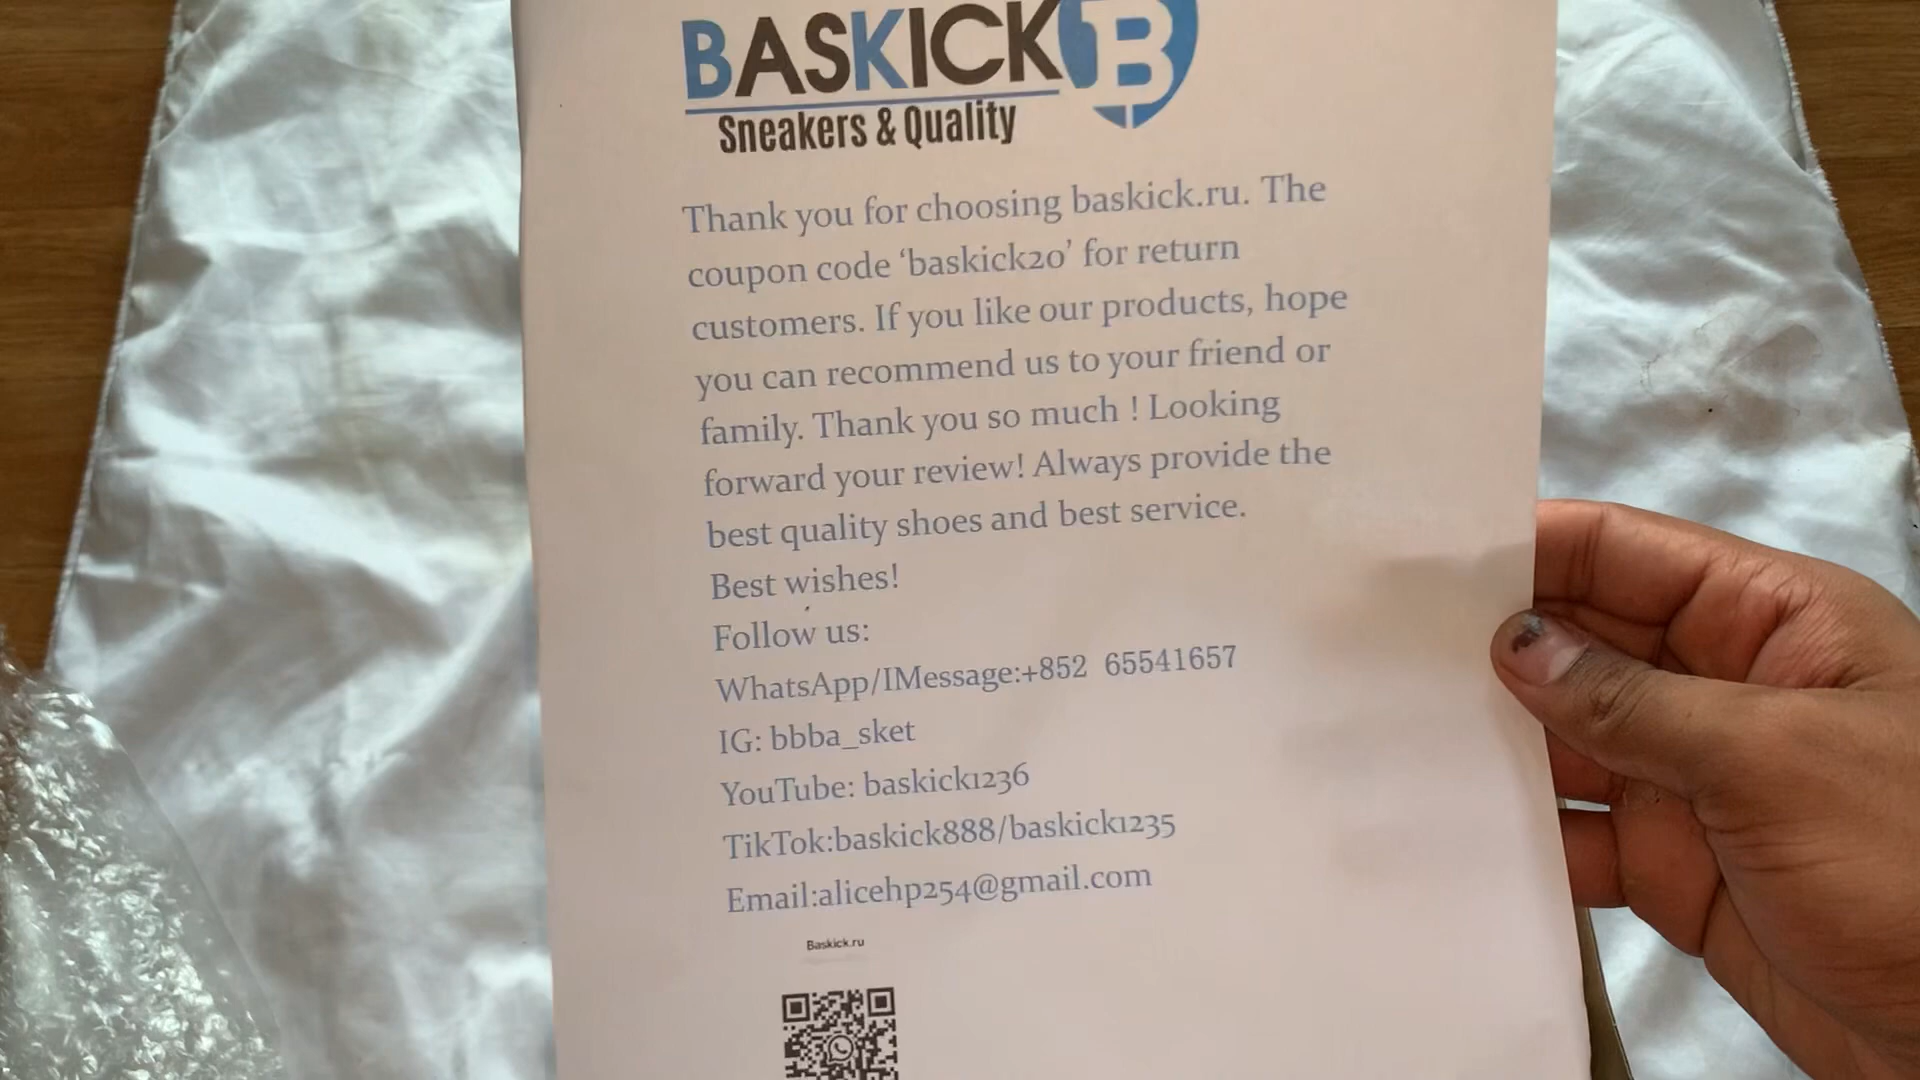 BASKICK B
Sneakers & Quality
Thank you for choosing baskick.ru. The
coupon code ‘baskick20’ for return
customers. If you like our products, hope
you can recommend us to your friend or
family. Thank you so much ! Looking
forward your review! Always provide the
best quality shoes and best service.
Best wishes!
Follow us:
WhatsApp/IMessage:+852 65541657
IG: bbba_sket
YouTube: baskick1236
TikTok:baskick888/baskick1235
Email:alicehp254@gmail.com
Baskick.ru